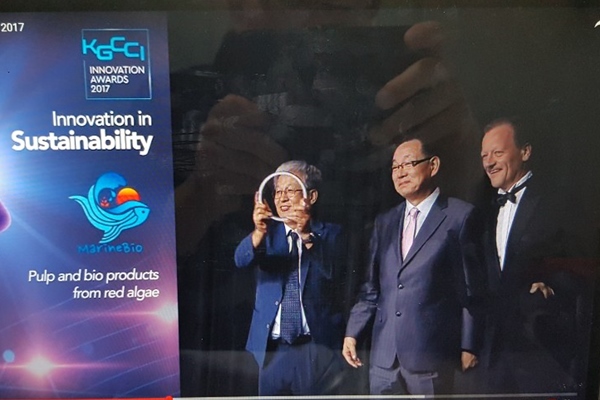 2017
KGCCI
INNOVATION
AWARDS
2017
Innovation in
Sustainability
MarineBio
Pulp and bio products
from red algae